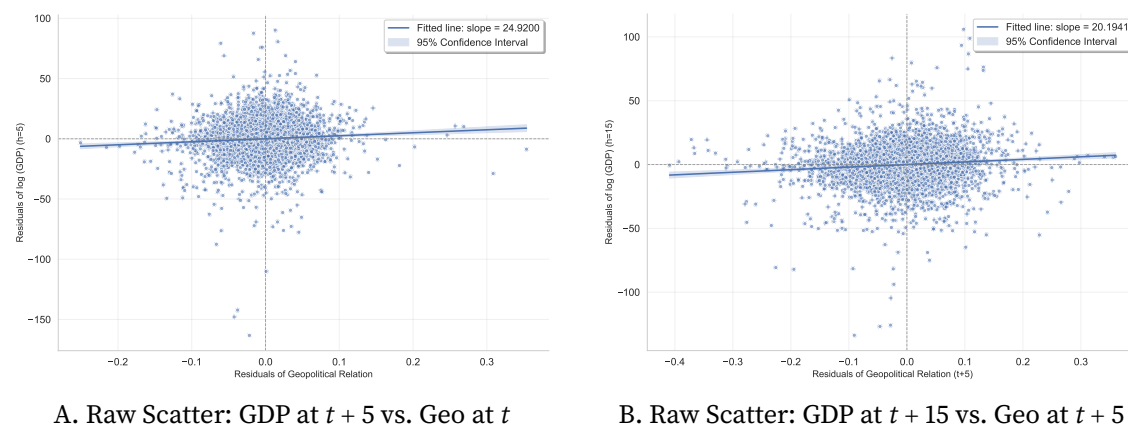 100
50
0
−50
−100
−150
Residuals of log (GDP) (h=5)
Fitted line: slope = 24.9200
95% Confidence Interval
−0.2
−0.1
0.0
0.1
0.2
0.3
Residuals of Geopolitical Relation
A. Raw Scatter: GDP at t + 5 vs. Geo at t
100
50
0
−50
−100
Residuals of log (GDP) (h=15)
Fitted line: slope = 20.1941
95% Confidence Interval
−0.4
−0.3
−0.2
−0.1
0.0
0.1
0.2
0.3
Residuals of Geopolitical Relation (t+5)
B. Raw Scatter: GDP at t + 15 vs. Geo at t + 5